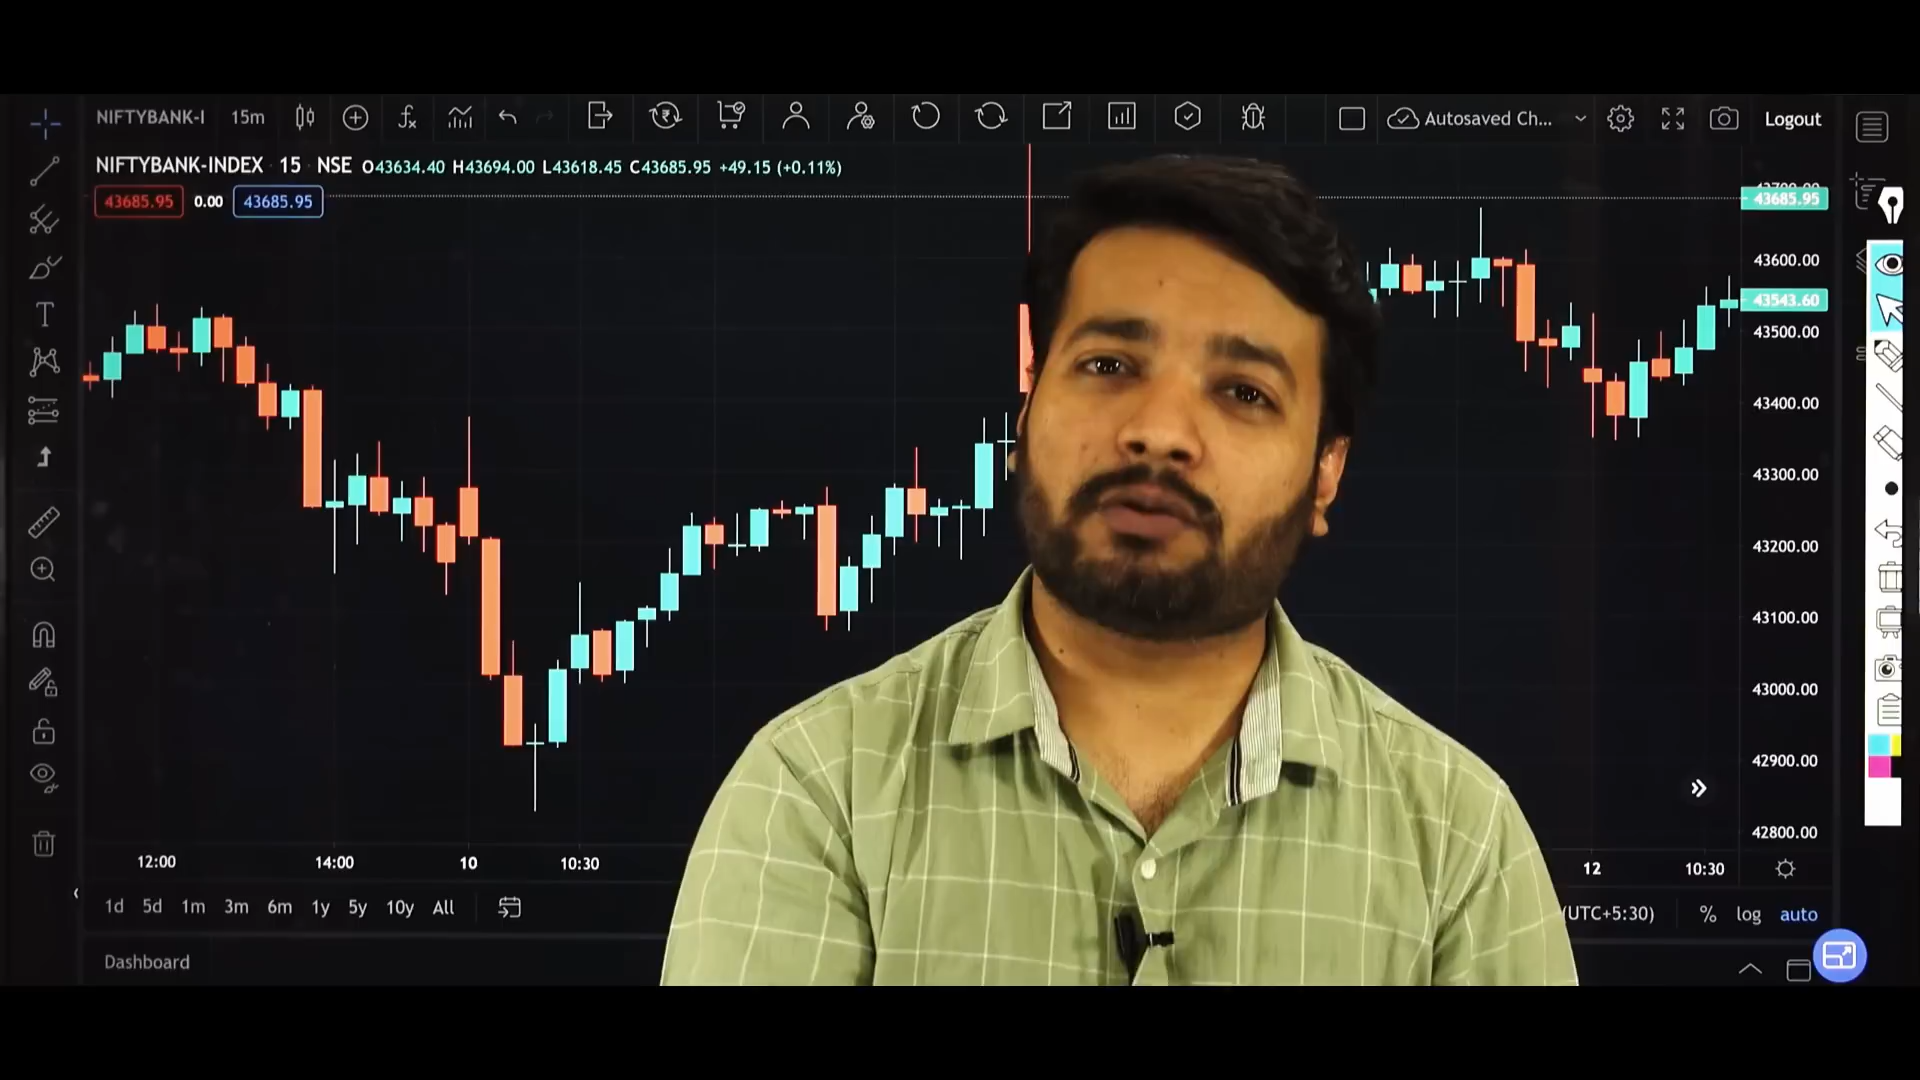 NIFTYBANK-I 15m Autosaved Ch... Logout
NIFTYBANK-INDEX 15 NSE O43634.40 H43694.00 L43618.45 C43685.95 +49.15 (+0.11%)
43685.95 0.00 43685.95
43685.95
43600.00
43543.60
43500.00
43400.00
43300.00
43200.00
43100.00
43000.00
42900.00
42800.00
12:00 14:00 10 10:30 12 10:30
1d 5d 1m 3m 6m 1y 5y 10y All (UTC+5:30) % log auto
Dashboard